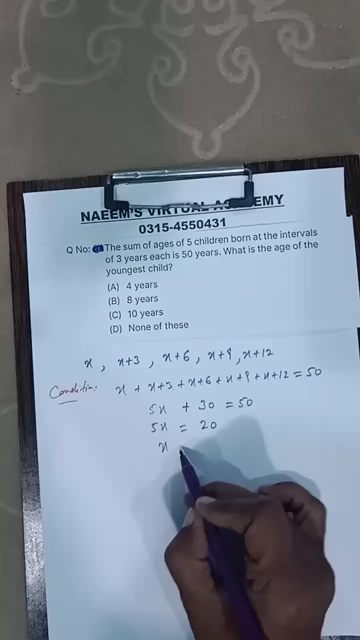 NAEEM'S VIRTUAL ACADEMY
0315-4550431
Q No: The sum of ages of 5 children born at the intervals
of 3 years each is 50 years. What is the age of the
youngest child?
(A) 4 years
(B) 8 years
(C) 10 years
(D) None of these
x , x+3 , x+6 , x+9 , x+12
Condition: x + x+3 + x+6 + x+9 + x+12 = 50
5x + 30 = 50
5x = 20
x